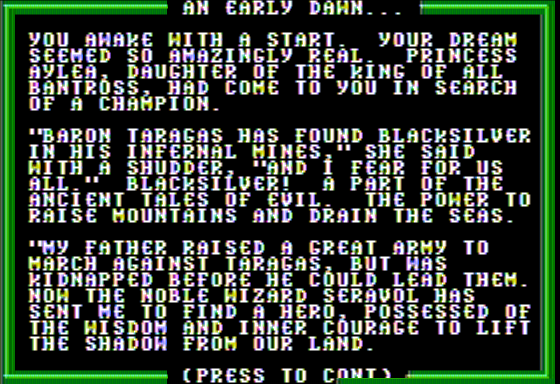 AN EARLY DAWN...
YOU AWAKE WITH A START. YOUR DREAM
SEEMED SO AMAZINGLY REAL. PRINCESS
AYLEA, DAUGHTER OF THE KING OF ALL
BANTROSS, HAD COME TO YOU IN SEARCH
OF A CHAMPION.
"BARON TARAGAS HAS FOUND BLACKSILVER
IN HIS INFERNAL MINES," SHE SAID
WITH A SHUDDER, "AND I FEAR FOR US
ALL." BLACKSILVER! A PART OF THE
ANCIENT TALES OF EVIL. THE POWER TO
RAISE MOUNTAINS AND DRAIN THE SEAS.
"MY FATHER RAISED A GREAT ARMY TO
MARCH AGAINST TARAGAS, BUT WAS
KIDNAPPED BEFORE HE COULD LEAD THEM.
NOW THE NOBLE WIZARD SERAVOL HAS
SENT ME TO FIND A HERO, POSSESSED OF
THE WISDOM AND INNER COURAGE TO LIFT
THE SHADOW FROM OUR LAND.
(PRESS TO CONT)